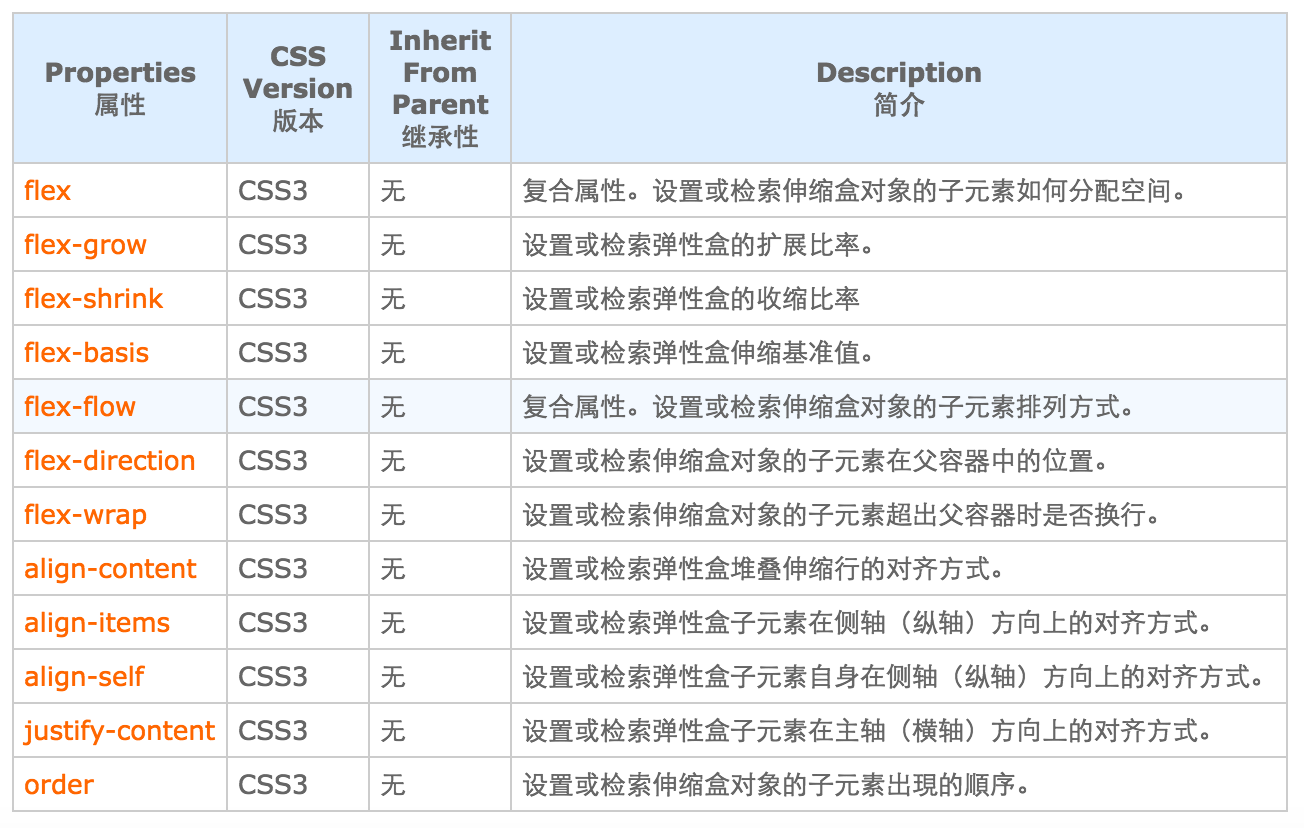 Properties
属性
CSS
Version
版本
Inherit
From
Parent
继承性
Description
简介
flex CSS3 无 复合属性。设置或检索伸缩盒对象的子元素如何分配空间。
flex-grow CSS3 无 设置或检索弹性盒的扩展比率。
flex-shrink CSS3 无 设置或检索弹性盒的收缩比率
flex-basis CSS3 无 设置或检索弹性盒伸缩基准值。
flex-flow CSS3 无 复合属性。设置或检索伸缩盒对象的子元素排列方式。
flex-direction CSS3 无 设置或检索伸缩盒对象的子元素在父容器中的位置。
flex-wrap CSS3 无 设置或检索伸缩盒对象的子元素超出父容器时是否换行。
align-content CSS3 无 设置或检索弹性盒堆叠伸缩行的对齐方式。
align-items CSS3 无 设置或检索弹性盒子元素在侧轴（纵轴）方向上的对齐方式。
align-self CSS3 无 设置或检索弹性盒子元素自身在侧轴（纵轴）方向上的对齐方式。
justify-content CSS3 无 设置或检索弹性盒子元素在主轴（横轴）方向上的对齐方式。
order CSS3 无 设置或检索伸缩盒对象的子元素出現的順序。